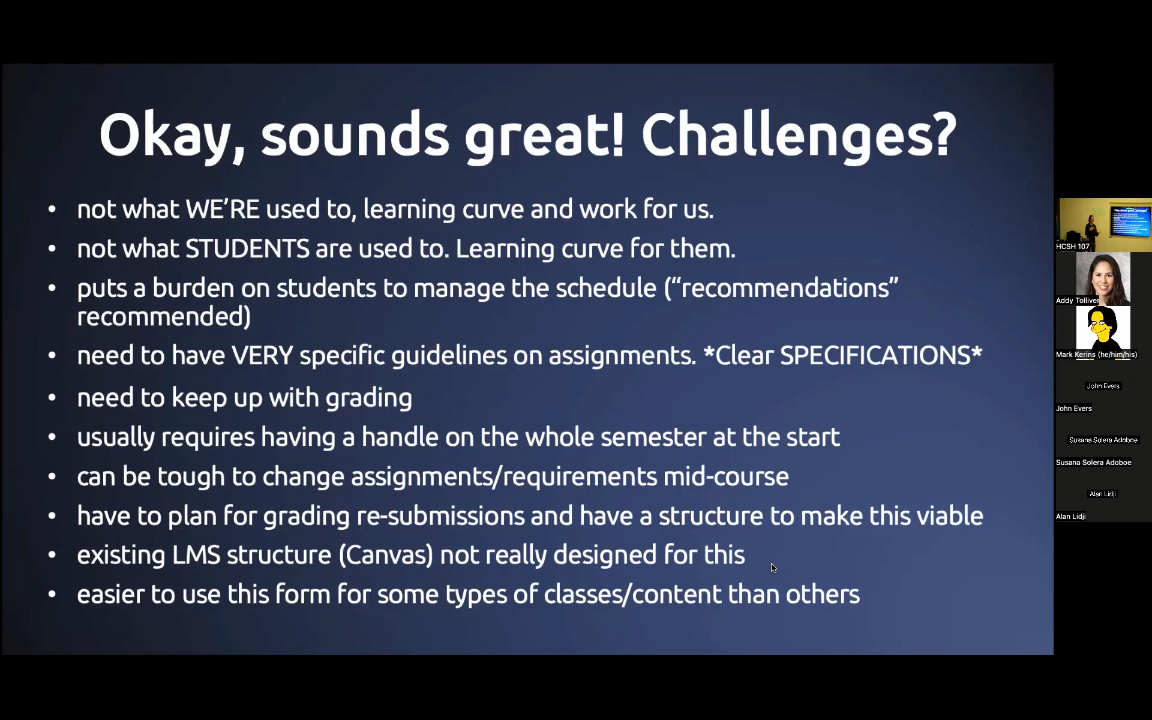 Okay, sounds great! Challenges?
• not what WE'RE used to, learning curve and work for us.
• not what STUDENTS are used to. Learning curve for them.
• puts a burden on students to manage the schedule (“recommendations”
recommended)
• need to have VERY specific guidelines on assignments. *Clear SPECIFICATIONS*
• need to keep up with grading
• usually requires having a handle on the whole semester at the start
• can be tough to change assignments/requirements mid-course
• have to plan for grading re-submissions and have a structure to make this viable
• existing LMS structure (Canvas) not really designed for this
• easier to use this form for some types of classes/content than others
HCSH 107
Addy Tolliver
Mark Kerins (he/him/his)
John Evers
John Evers
Susana Solera Adoboe
Susana Solera Adoboe
Alan Lidji
Alan Lidji